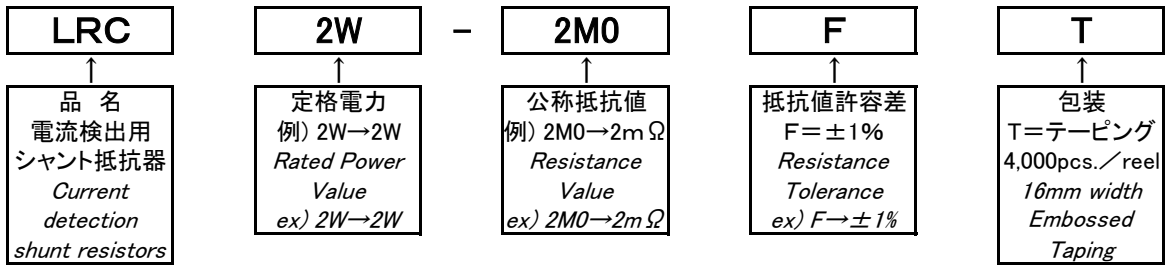 LRC 2W - 2M0 F T
↑ ↑ ↑ ↑ ↑
品 名
電流検出用
シャント抵抗器
Current
detection
shunt resistors
定格電力
例) 2W→2W
Rated Power
Value
ex) 2W→2W
公称抵抗値
例) 2M0→2mΩ
Resistance
Value
ex) 2M0→2mΩ
抵抗値許容差
F=±1%
Resistance
Tolerance
ex) F→±1%
包装
T=テーピング
4,000pcs.／reel
16mm width
Embossed
Taping